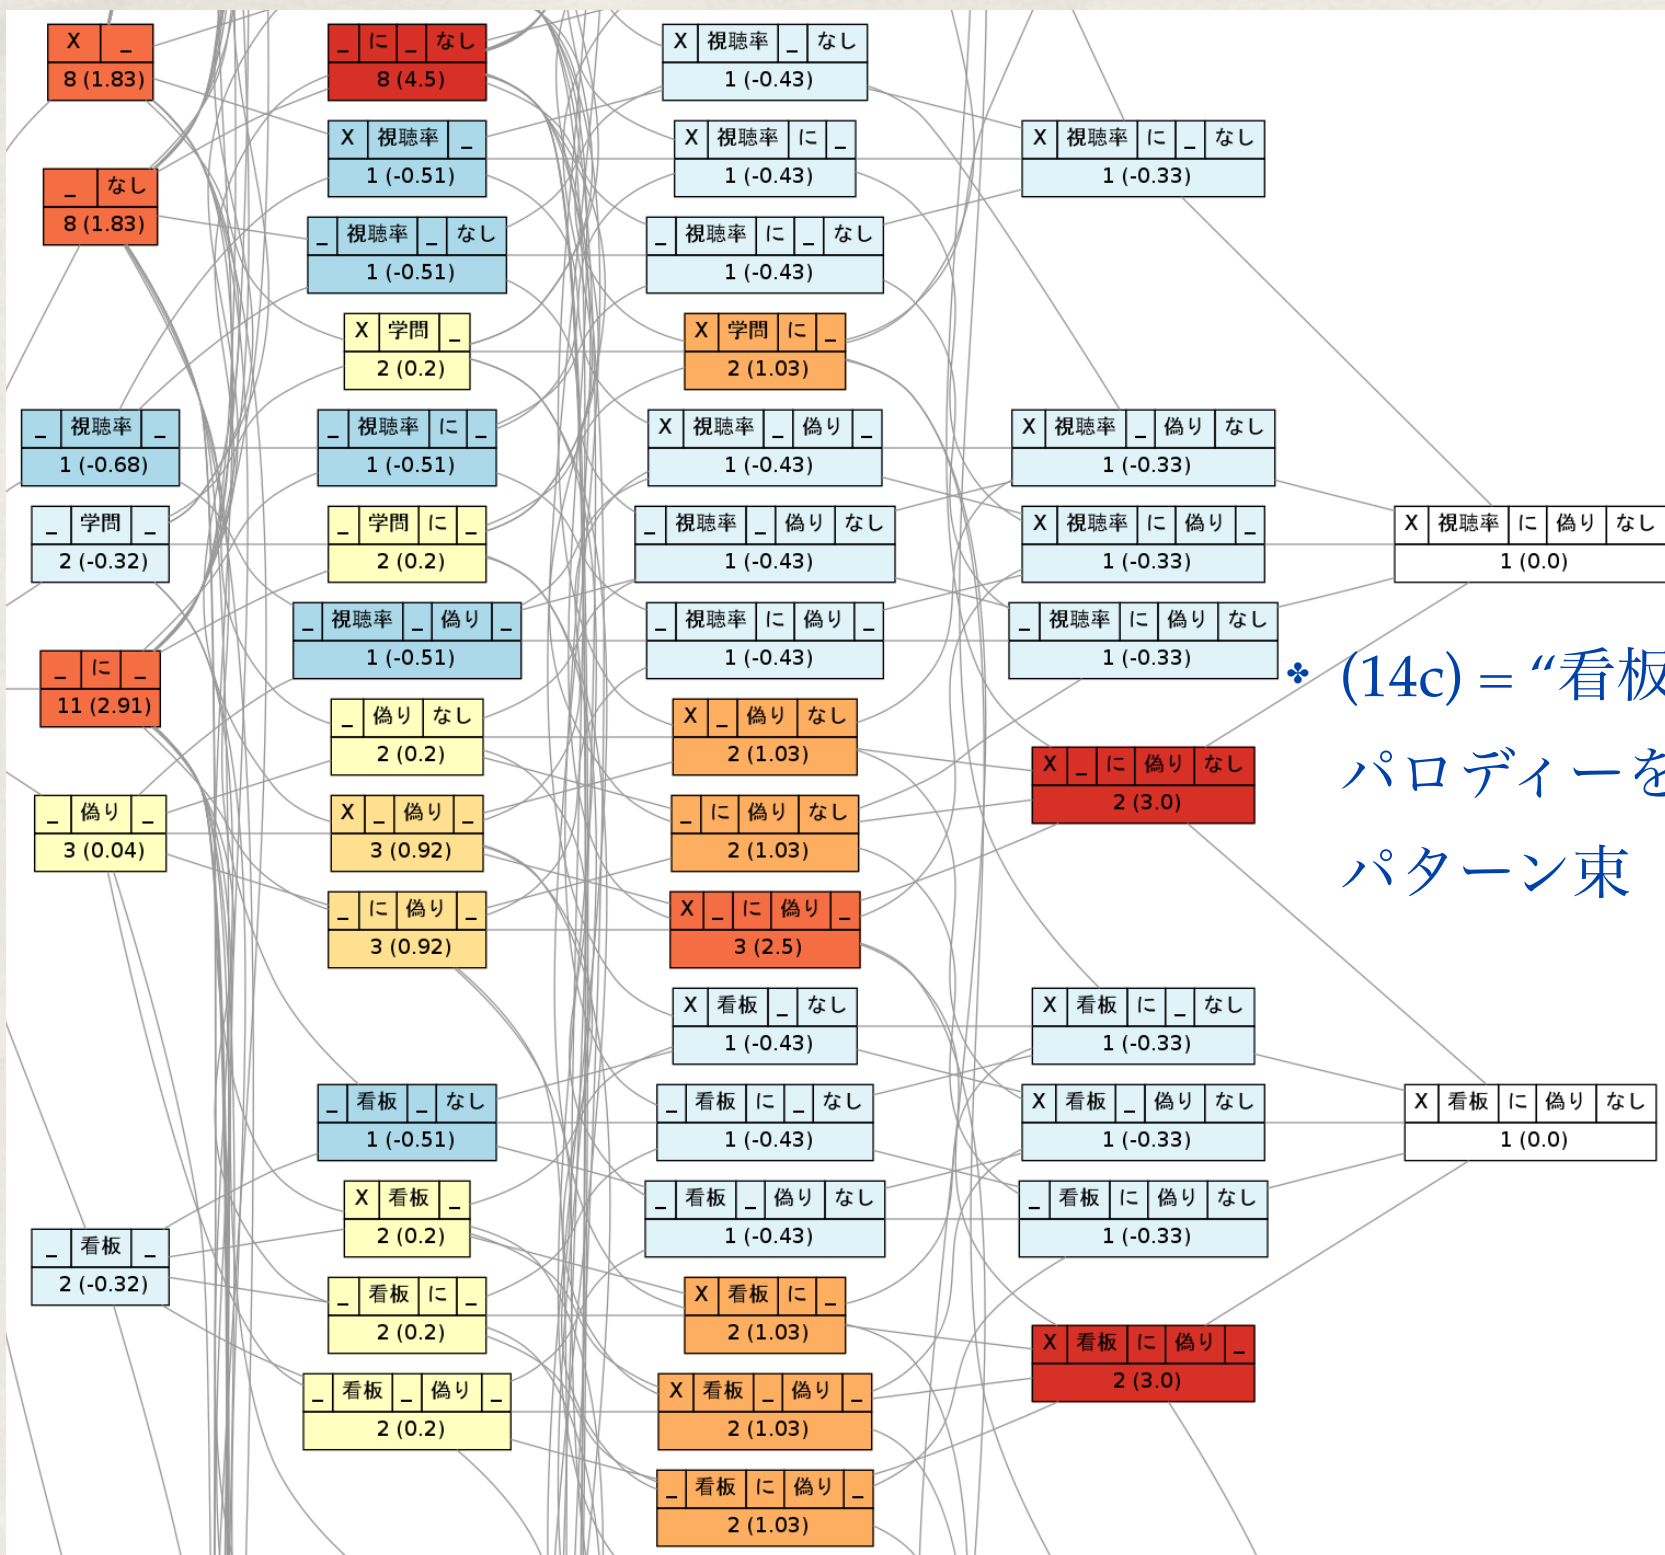 X _
8 (1.83)
_ なし
8 (1.83)
_ 視聴率 _
1 (-0.68)
_ 学問 _
2 (-0.32)
_ に _
11 (2.91)
_ 偽り _
3 (0.04)
_ 看板 _
2 (-0.32)
_ に _ なし
8 (4.5)
X 視聴率 _
1 (-0.51)
_ 視聴率 _ なし
1 (-0.51)
X 学問 _
2 (0.2)
_ 視聴率 に _
1 (-0.51)
_ 学問 に _
2 (0.2)
_ 視聴率 _ 偽り _
1 (-0.51)
_ 偽り なし
2 (0.2)
X _ 偽り _
3 (0.92)
_ に 偽り _
3 (0.92)
_ 看板 _ なし
1 (-0.51)
X 看板 _
2 (0.2)
_ 看板 に _
2 (0.2)
_ 看板 _ 偽り _
2 (0.2)
X 視聴率 _ なし
1 (-0.43)
X 視聴率 に _
1 (-0.43)
_ 視聴率 に _ なし
1 (-0.43)
X 学問 に _
2 (1.03)
X 視聴率 _ 偽り _
1 (-0.43)
_ 視聴率 _ 偽り なし
1 (-0.43)
_ 視聴率 に 偽り _
1 (-0.43)
X _ 偽り なし
2 (1.03)
_ に 偽り なし
2 (1.03)
X _ に 偽り _
3 (2.5)
X 看板 _ なし
1 (-0.43)
_ 看板 に _ なし
1 (-0.43)
_ 看板 _ 偽り なし
1 (-0.43)
X 看板 に _
2 (1.03)
X 看板 _ 偽り _
2 (1.03)
_ 看板 に 偽り _
2 (1.03)
X 視聴率 に _ なし
1 (-0.33)
X 視聴率 _ 偽り なし
1 (-0.33)
X 視聴率 に 偽り _
1 (-0.33)
_ 視聴率 に 偽り なし
1 (-0.33)
X _ に 偽り なし
2 (3.0)
X 看板 に _ なし
1 (-0.33)
X 看板 _ 偽り なし
1 (-0.33)
_ 看板 に 偽り なし
1 (-0.33)
X 看板 に 偽り _
2 (3.0)
X 視聴率 に 偽り なし
1 (0.0)
X 看板 に 偽り なし
1 (0.0)
(14c) = “看板
パロディーを
パターン束